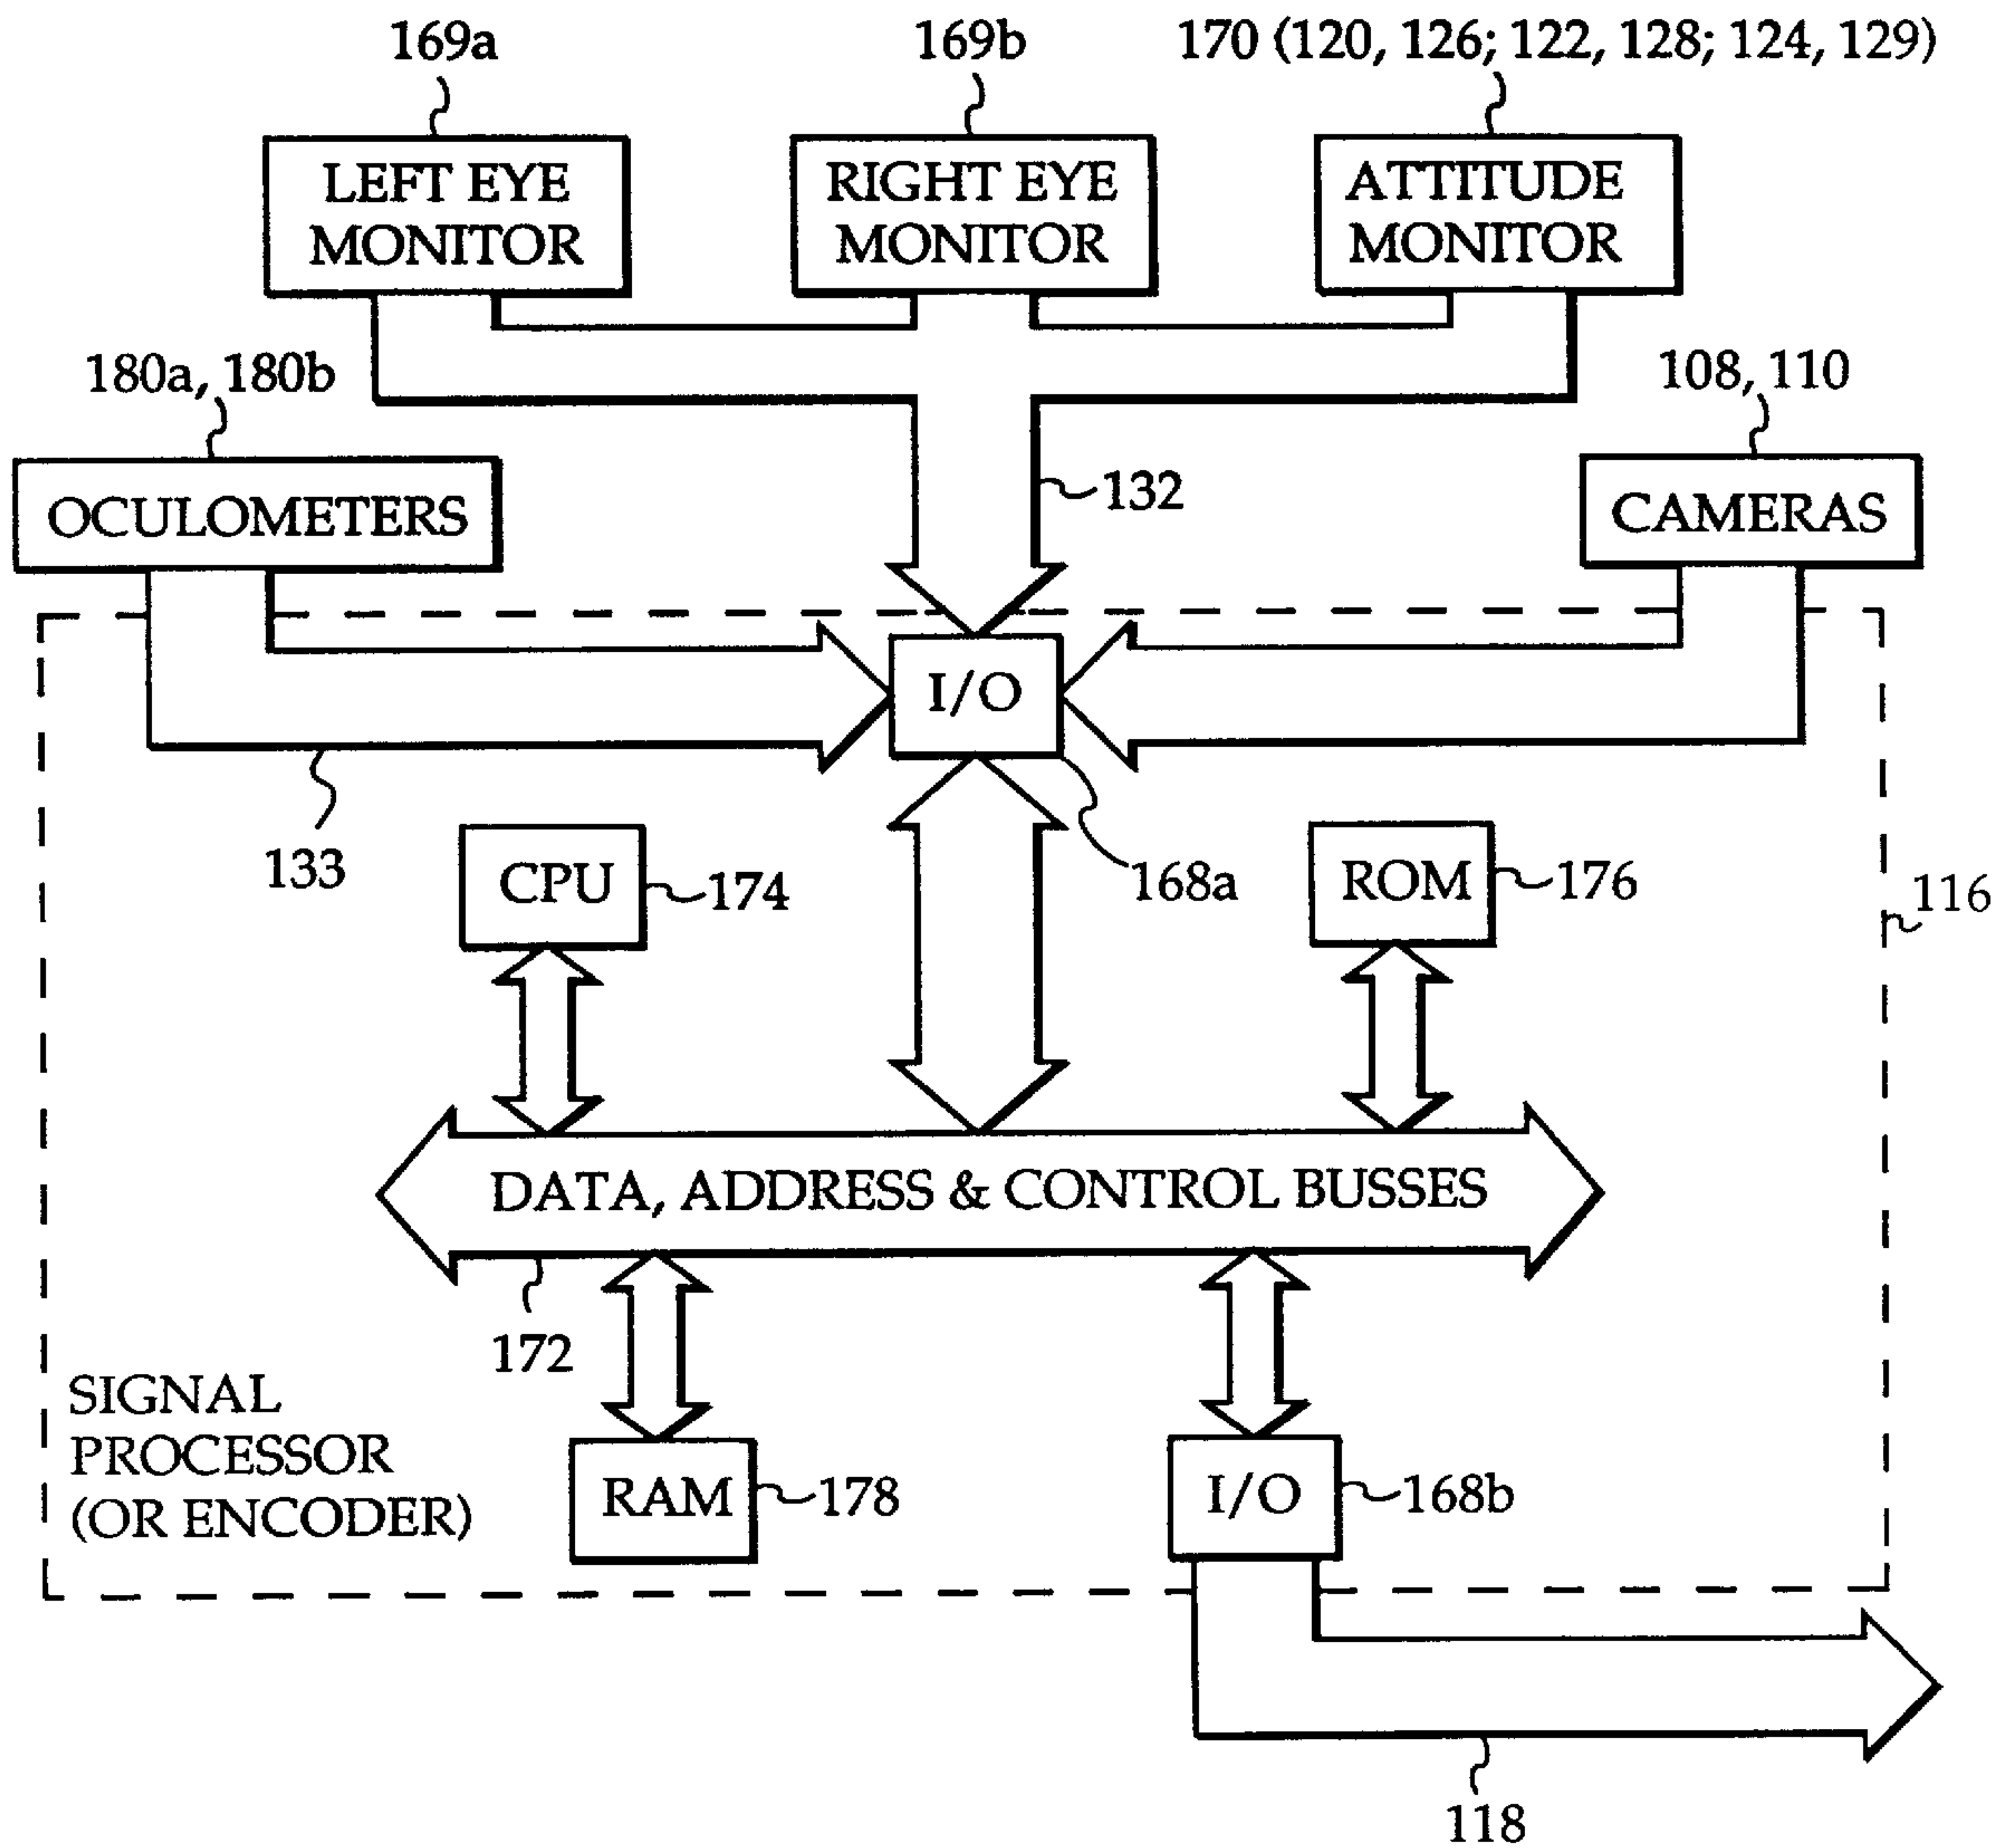 169a
169b
170 (120, 126; 122, 128; 124, 129)
LEFT EYE
MONITOR
RIGHT EYE
MONITOR
ATTITUDE
MONITOR
180a, 180b
108, 110
OCULOMETERS
132
CAMERAS
I/O
133
CPU
174
168a
ROM
176
116
DATA, ADDRESS & CONTROL BUSSES
172
SIGNAL
PROCESSOR
(OR ENCODER)
RAM
178
I/O
168b
118